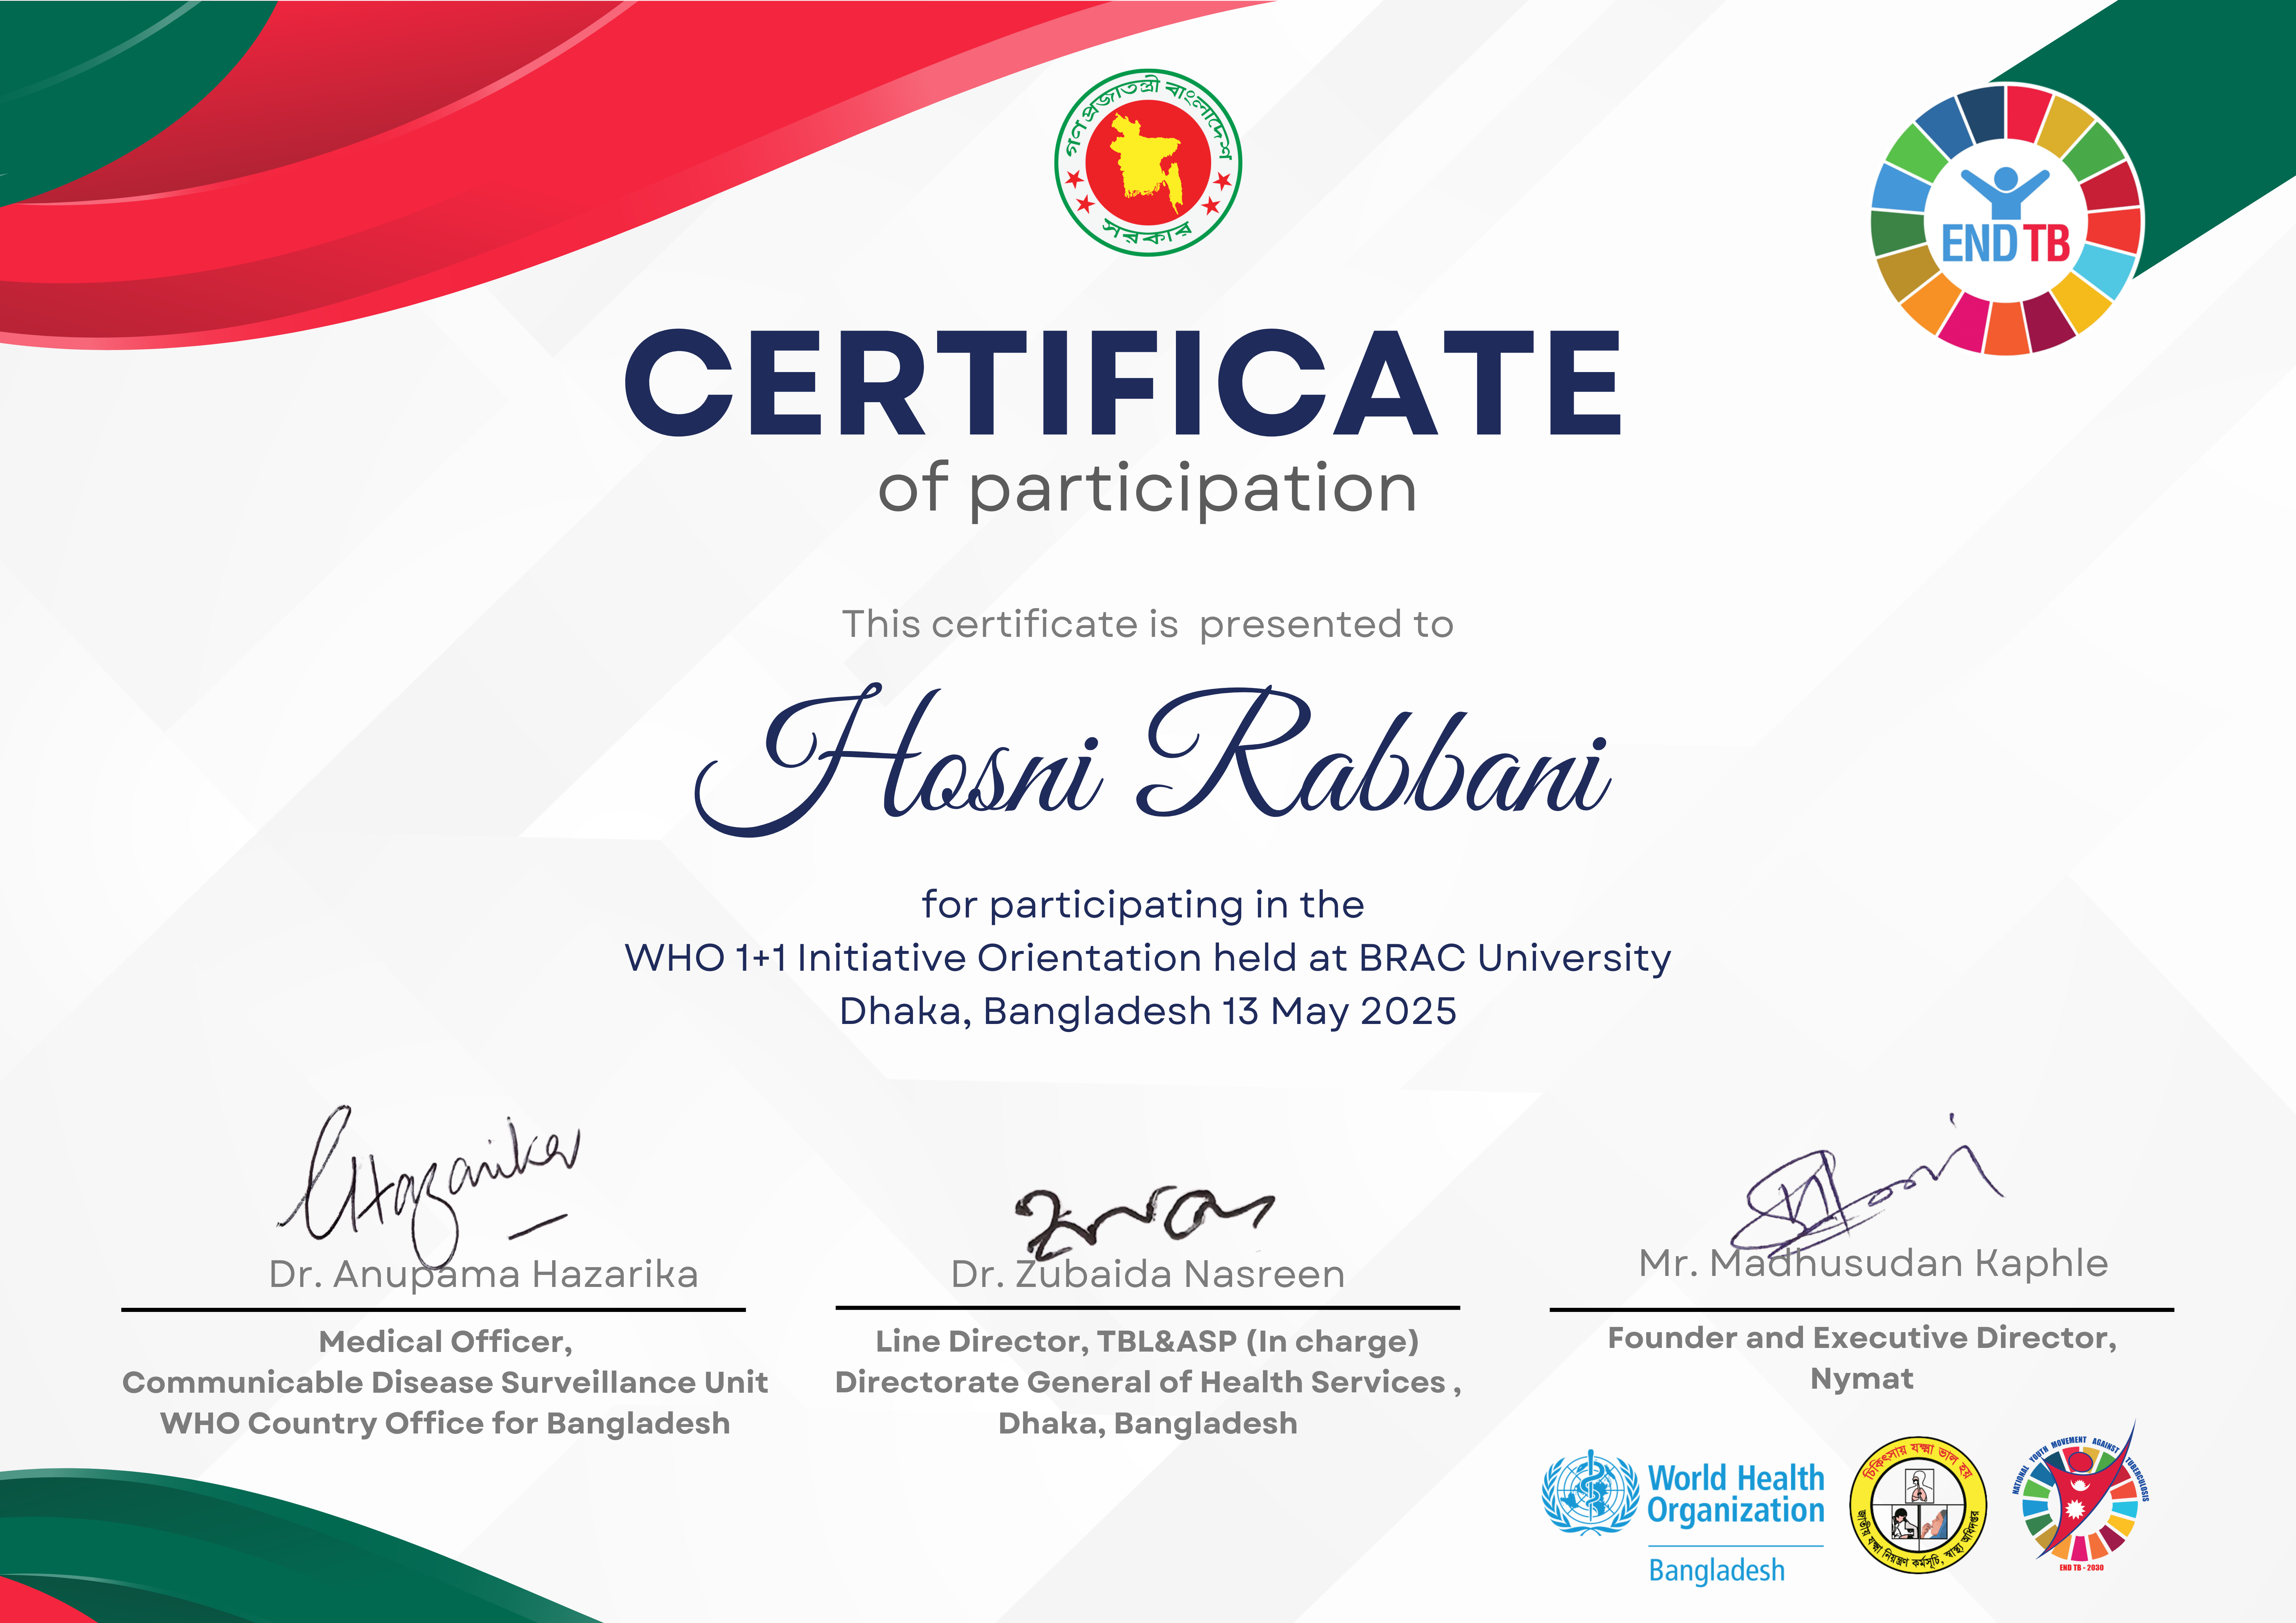 গণপ্রজাতন্ত্রী বাংলাদেশ
সরকার
END TB
CERTIFICATE
of participation
This certificate is presented to
Hosni Rabbani
for participating in the
WHO 1+1 Initiative Orientation held at BRAC University
Dhaka, Bangladesh 13 May 2025
Hazarika
Dr. Anupama Hazarika
Medical Officer,
Communicable Disease Surveillance Unit
WHO Country Office for Bangladesh
Dr. Zubaida Nasreen
Line Director, TBL&ASP (In charge)
Directorate General of Health Services ,
Dhaka, Bangladesh
Mr. Madhusudan Kaphle
Founder and Executive Director,
Nymat
World Health
Organization
Bangladesh
চিকিৎসায় যক্ষ্মা ভাল হয়
জাতীয় যক্ষ্মা নিয়ন্ত্রণ কর্মসূচি, স্বাস্থ্য অধিদপ্তর
NATIONAL YOUTH MOVEMENT AGAINST TUBERCULOSIS
END TB - 2030